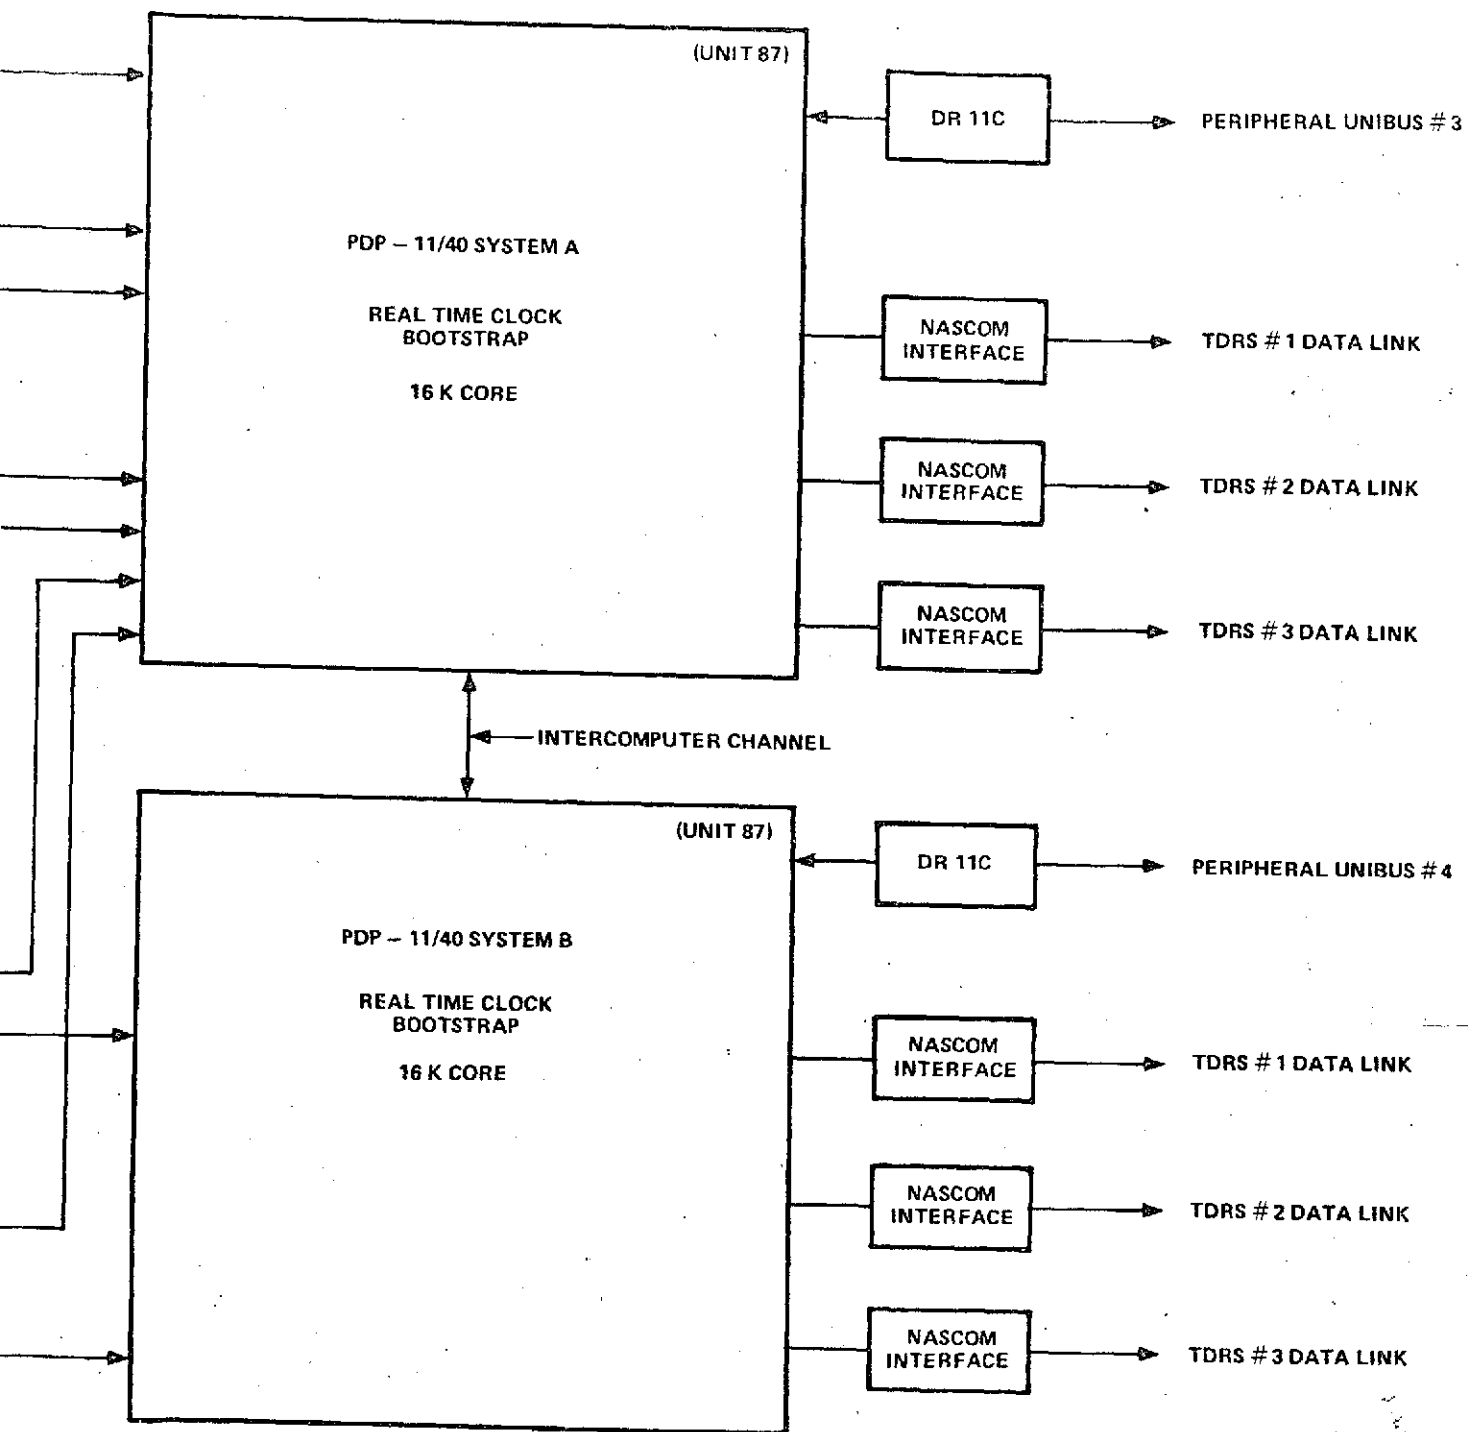 (UNIT 87)
DR 11C
PERIPHERAL UNIBUS #3
PDP – 11/40 SYSTEM A
REAL TIME CLOCK
BOOTSTRAP
16 K CORE
NASCOM
INTERFACE
TDRS #1 DATA LINK
NASCOM
INTERFACE
TDRS #2 DATA LINK
NASCOM
INTERFACE
TDRS #3 DATA LINK
INTERCOMPUTER CHANNEL
(UNIT 87)
DR 11C
PERIPHERAL UNIBUS #4
PDP – 11/40 SYSTEM B
REAL TIME CLOCK
BOOTSTRAP
16 K CORE
NASCOM
INTERFACE
TDRS #1 DATA LINK
NASCOM
INTERFACE
TDRS #2 DATA LINK
NASCOM
INTERFACE
TDRS #3 DATA LINK